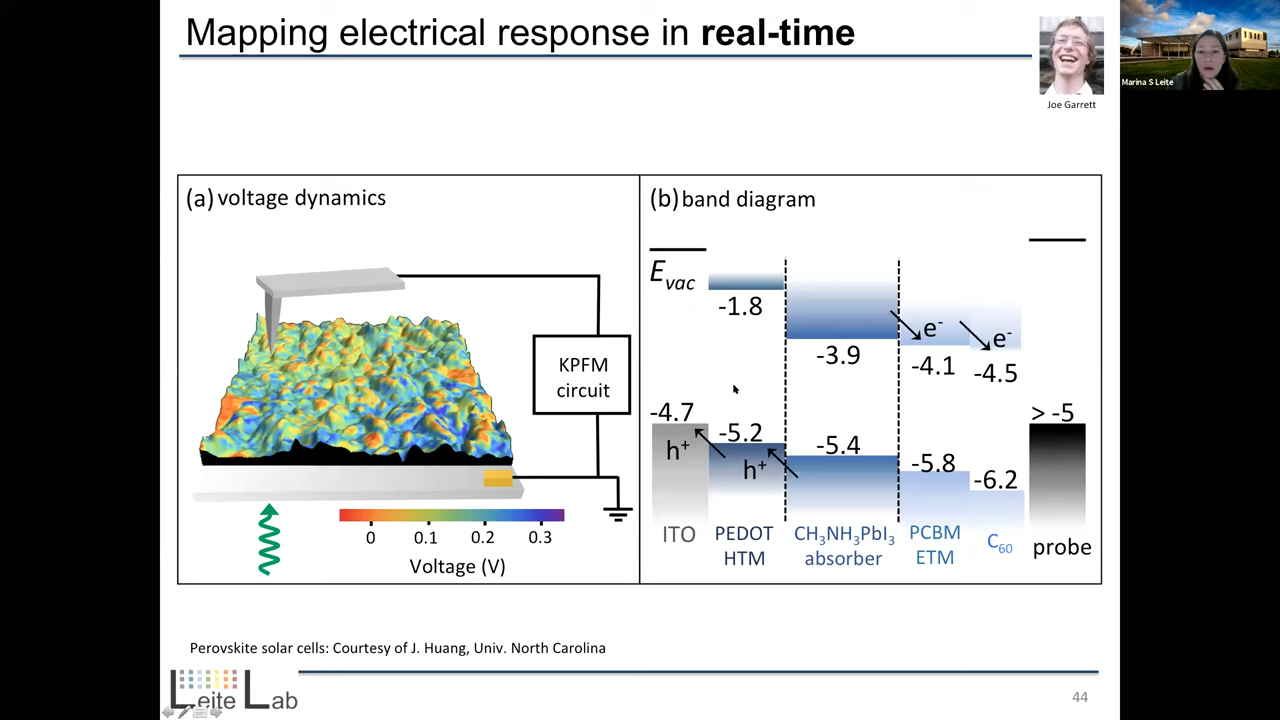 Mapping electrical response in real-time
Joe Garrett
Marina S Leite
(a) voltage dynamics
KPFM
circuit
0 0.1 0.2 0.3
Voltage (V)
(b) band diagram
Evac
-1.8
-3.9
e-
-4.1
e-
-4.5
-4.7
h+
-5.2
h+
-5.4
-5.8
-6.2
> -5
ITO
PEDOT
HTM
CH3NH3PbI3
absorber
PCBM
ETM
C60
probe
Perovskite solar cells: Courtesy of J. Huang, Univ. North Carolina
Leite Lab
44